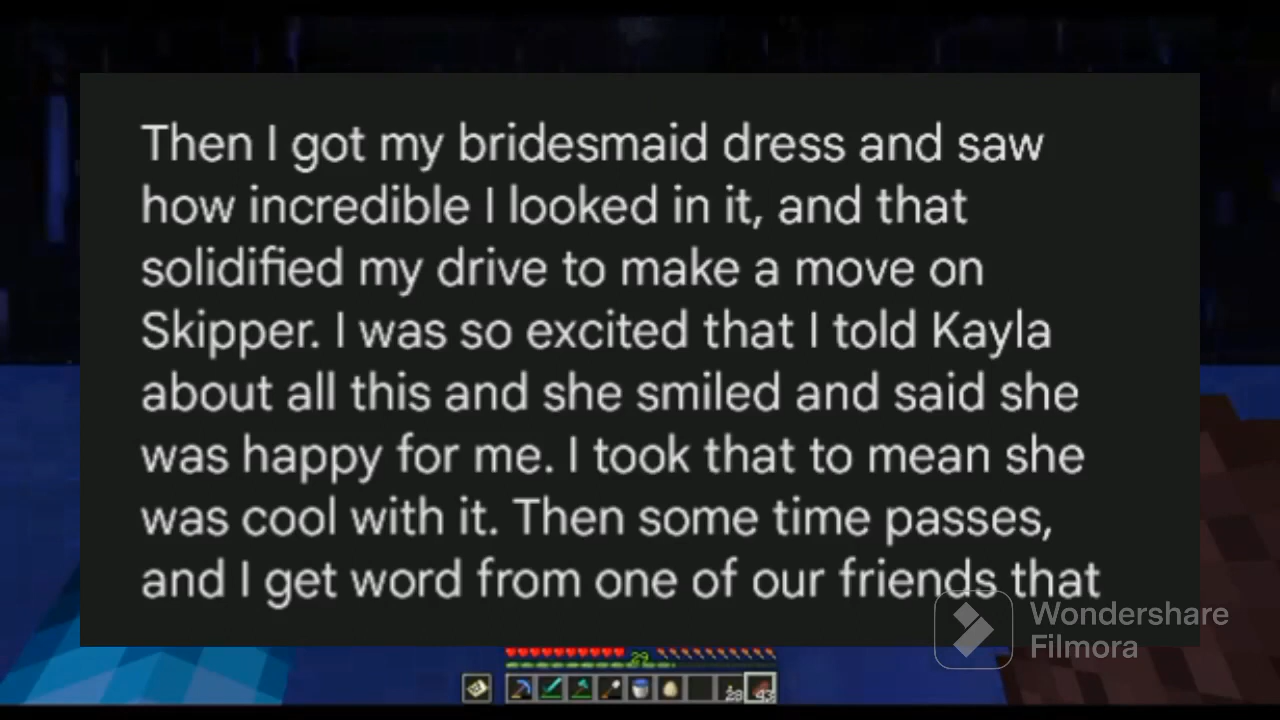 Then I got my bridesmaid dress and saw
how incredible I looked in it, and that
solidified my drive to make a move on
Skipper. I was so excited that I told Kayla
about all this and she smiled and said she
was happy for me. I took that to mean she
was cool with it. Then some time passes,
and I get word from one of our friends that
Wondershare
Filmora
29
28
43